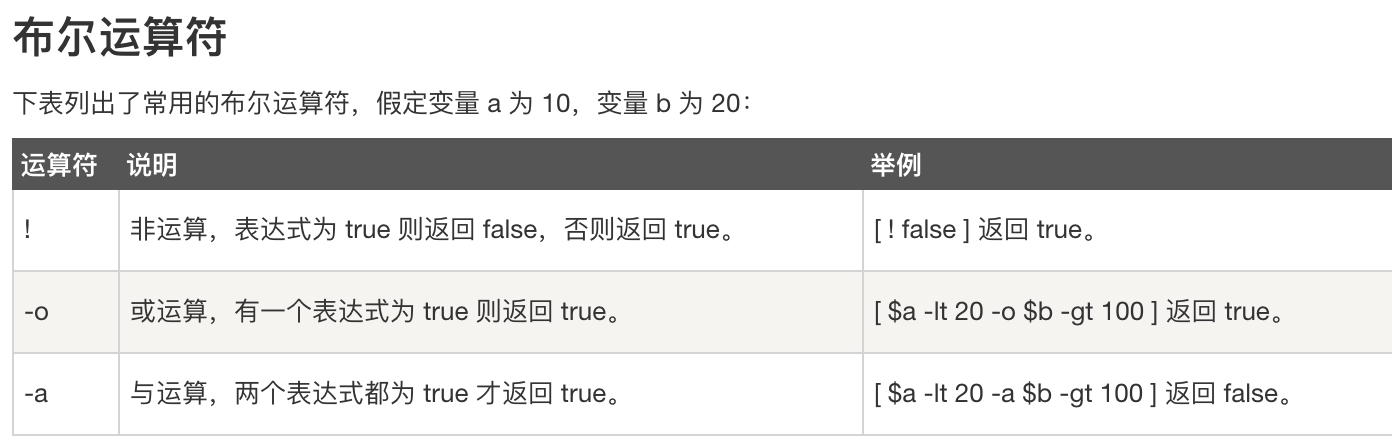 布尔运算符
下表列出了常用的布尔运算符，假定变量 a 为 10，变量 b 为 20：
运算符 说明 举例
! 非运算，表达式为 true 则返回 false，否则返回 true。 [ ! false ] 返回 true。
-o 或运算，有一个表达式为 true 则返回 true。 [ $a -lt 20 -o $b -gt 100 ] 返回 true。
-a 与运算，两个表达式都为 true 才返回 true。 [ $a -lt 20 -a $b -gt 100 ] 返回 false。